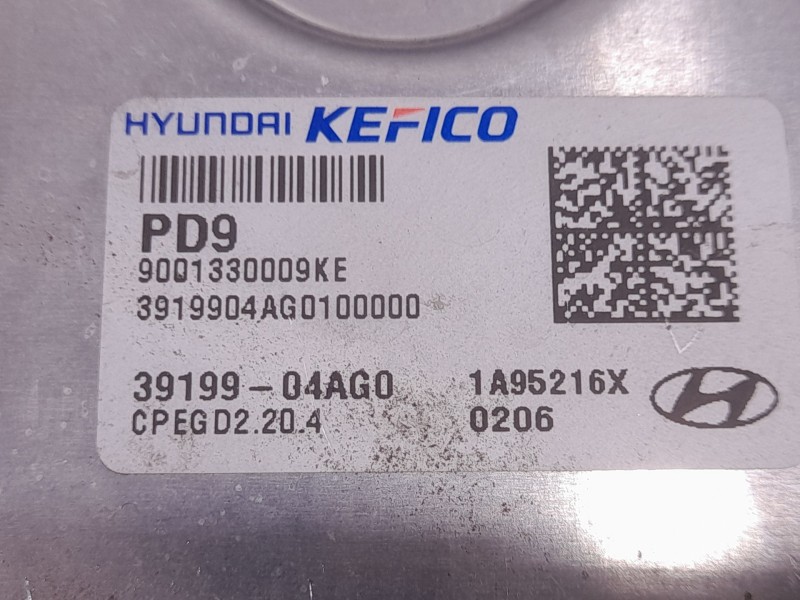 HYUNDAI KEFICO
PD9
9001330009KE
3919904AG0100000
39199-04AG0 1A95216X
CPEGD2.20.4 0206